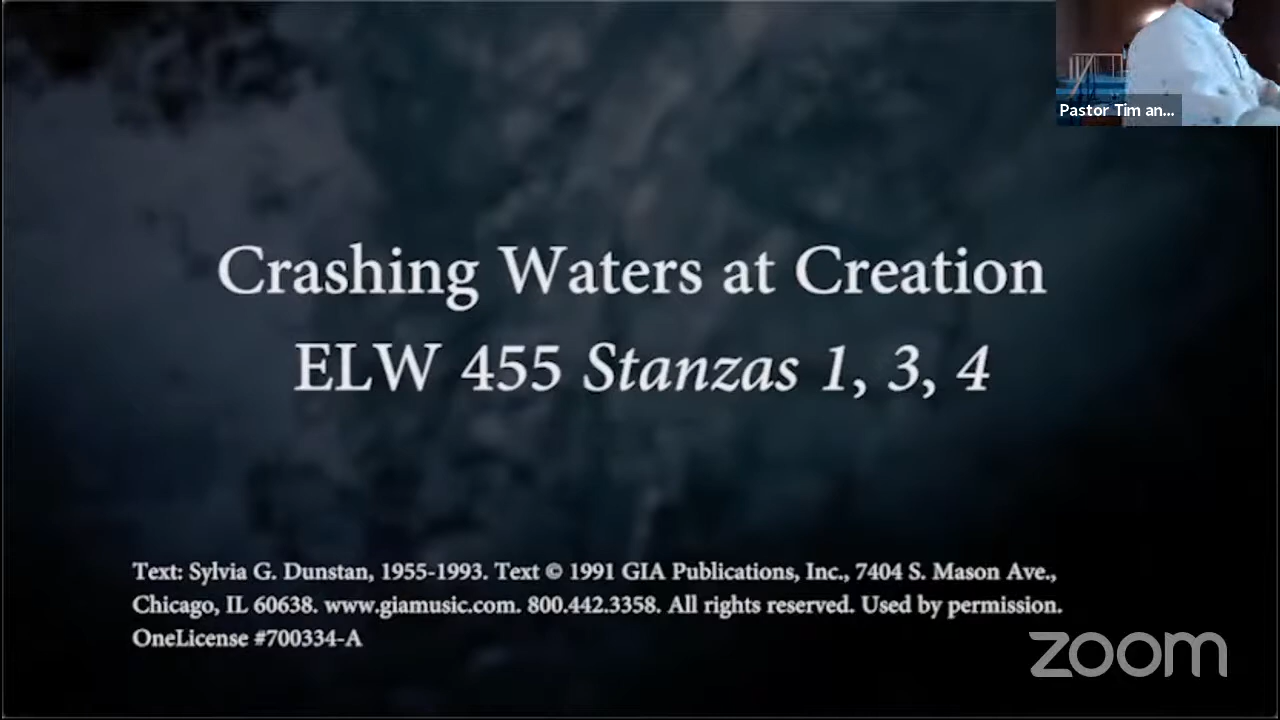 Pastor Tim an...
Crashing Waters at Creation
ELW 455 Stanzas 1, 3, 4
Text: Sylvia G. Dunstan, 1955-1993. Text © 1991 GIA Publications, Inc., 7404 S. Mason Ave.,
Chicago, IL 60638. www.giamusic.com. 800.442.3358. All rights reserved. Used by permission.
OneLicense #700334-A
zoom